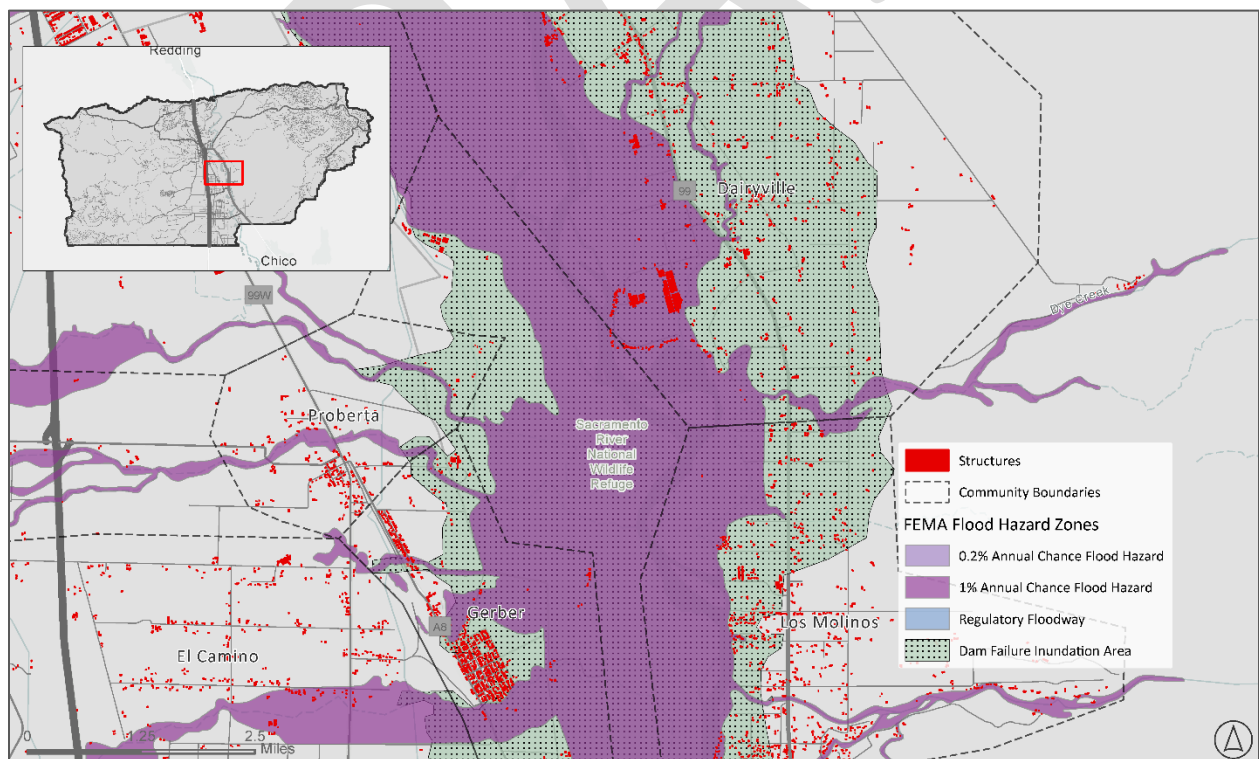 Redding
Chico
99
Dairyville
99W
Dye Creek
Proberta
Sacramento
River
National
Wildlife
Refuge
Structures
Community Boundaries
FEMA Flood Hazard Zones
0.2% Annual Chance Flood Hazard
1% Annual Chance Flood Hazard
Regulatory Floodway
Dam Failure Inundation Area
Gerber
A8
Los Molinos
El Camino
0 1.25 2.5
Miles